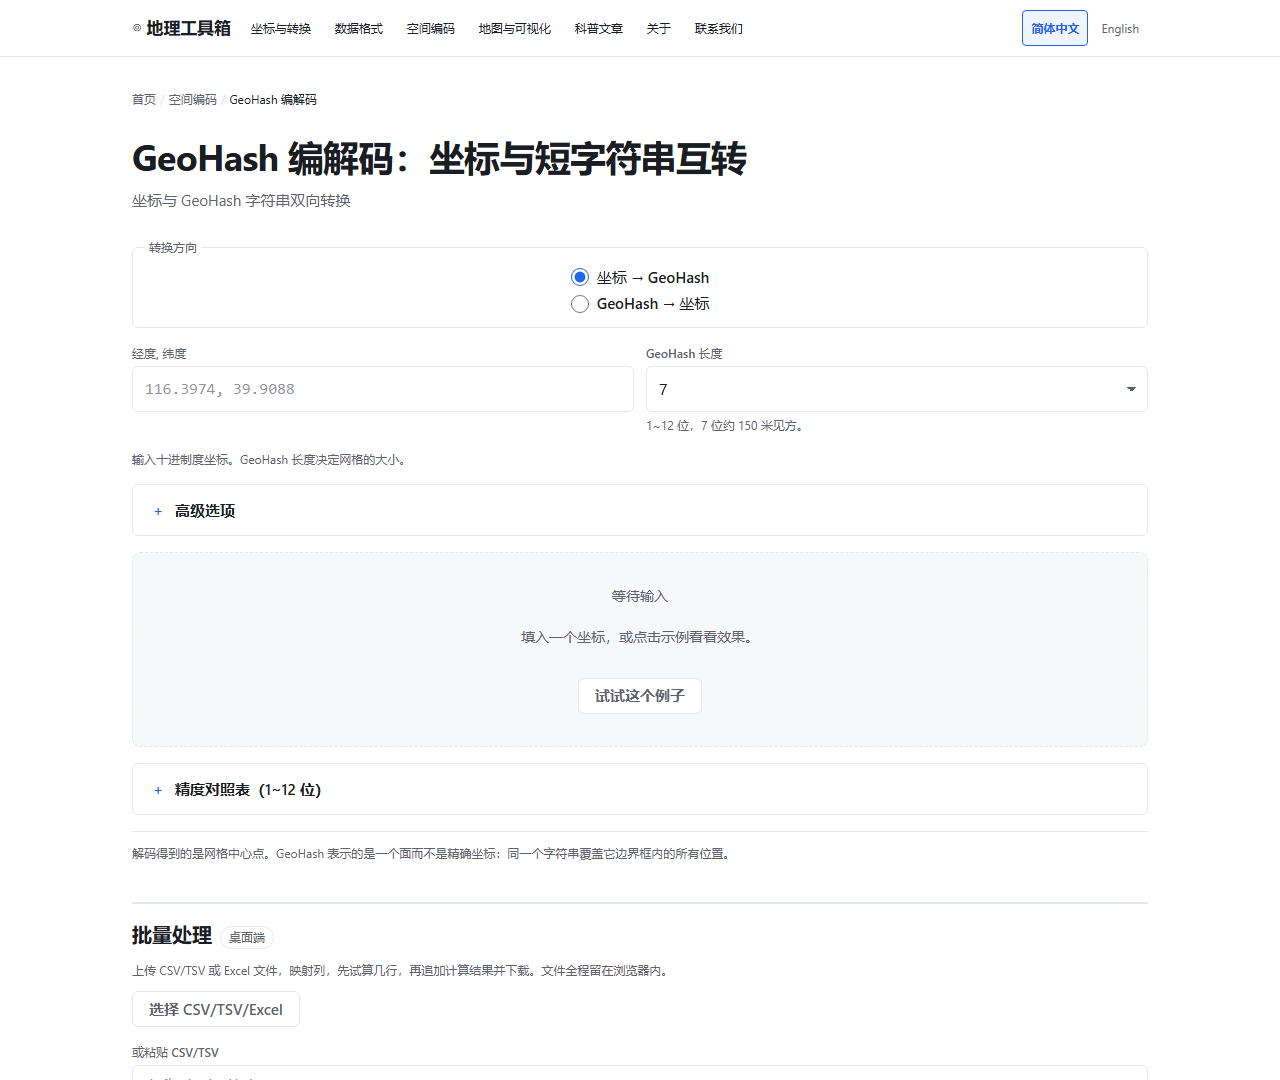 地理工具箱 坐标与转换 数据格式 空间编码 地图与可视化 科普文章 关于 联系我们 简体中文 English
首页 / 空间编码 / GeoHash 编解码
GeoHash 编解码：坐标与短字符串互转
坐标与 GeoHash 字符串双向转换
转换方向
坐标 → GeoHash
GeoHash → 坐标
经度, 纬度
116.3974, 39.9088
GeoHash 长度
7
1~12 位，7 位约 150 米见方。
输入十进制度坐标。GeoHash 长度决定网格的大小。
+ 高级选项
等待输入
填入一个坐标，或点击示例看看效果。
试试这个例子
+ 精度对照表（1~12 位）
解码得到的是网格中心点。GeoHash 表示的是一个面而不是精确坐标：同一个字符串覆盖它边界框内的所有位置。
批量处理 桌面端
上传 CSV/TSV 或 Excel 文件，映射列，先试算几行，再追加计算结果并下载。文件全程留在浏览器内。
选择 CSV/TSV/Excel
或粘贴 CSV/TSV